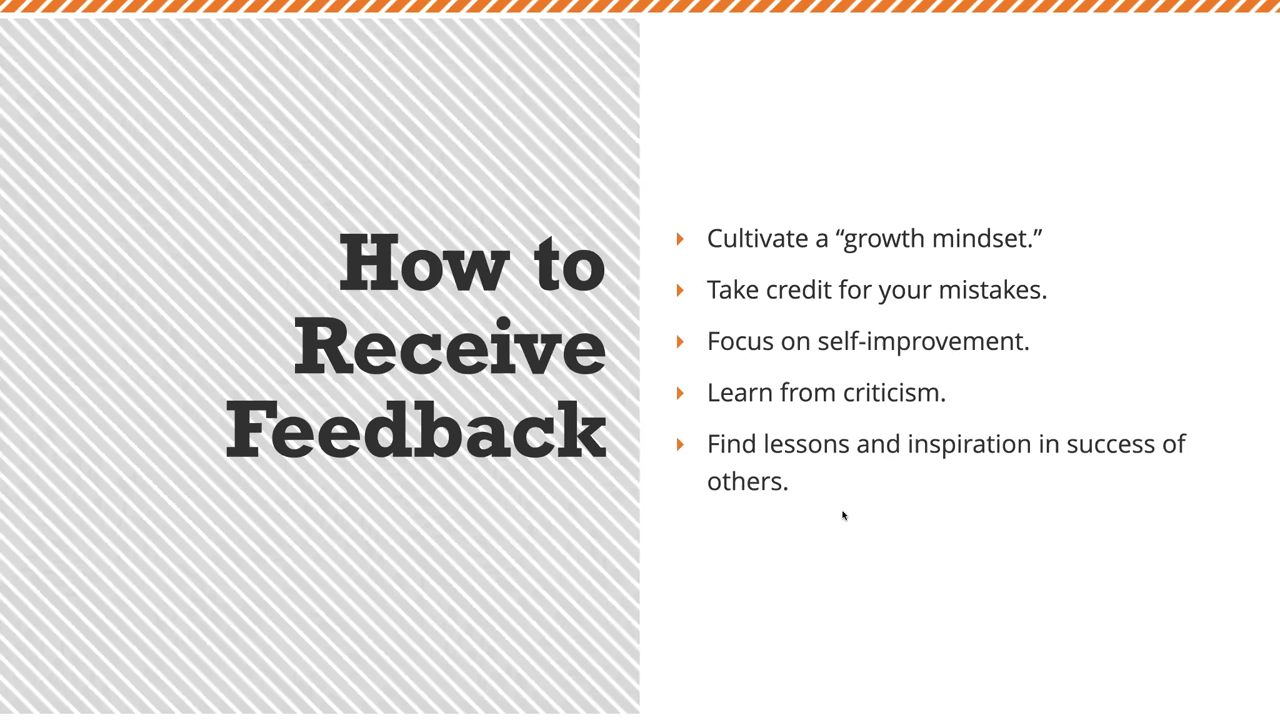 How to
Receive
Feedback
Cultivate a “growth mindset.”
Take credit for your mistakes.
Focus on self-improvement.
Learn from criticism.
Find lessons and inspiration in success of
others.